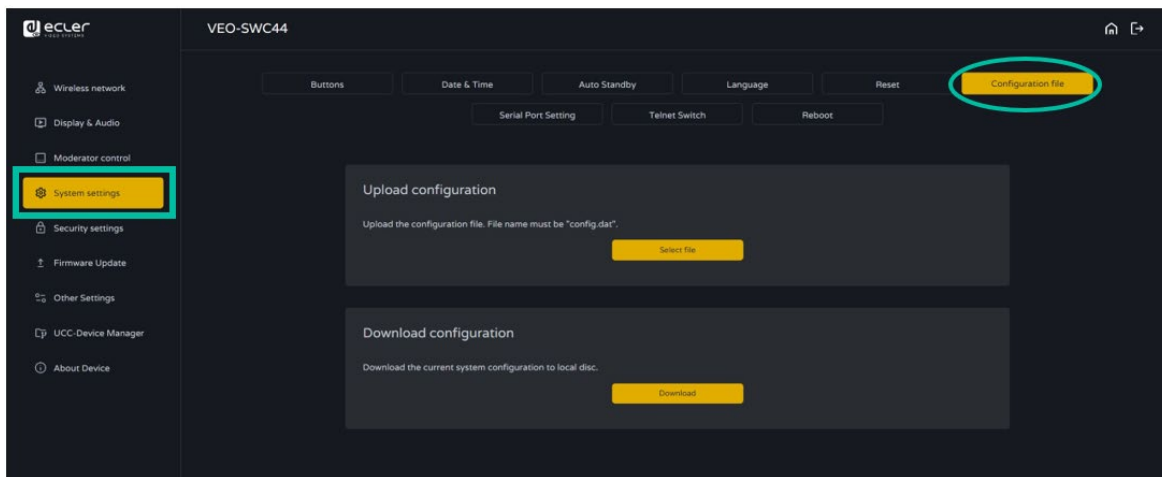 ecler
VIDEO SYSTEMS
VEO-SWC44
Wireless network
Display & Audio
Moderator control
System settings
Security settings
Firmware Update
Other Settings
UCC-Device Manager
About Device
Buttons
Date & Time
Auto Standby
Language
Reset
Configuration file
Serial Port Setting
Telnet Switch
Reboot
Upload configuration
Upload the configuration file. File name must be "config.dat".
Select file
Download configuration
Download the current system configuration to local disc.
Download